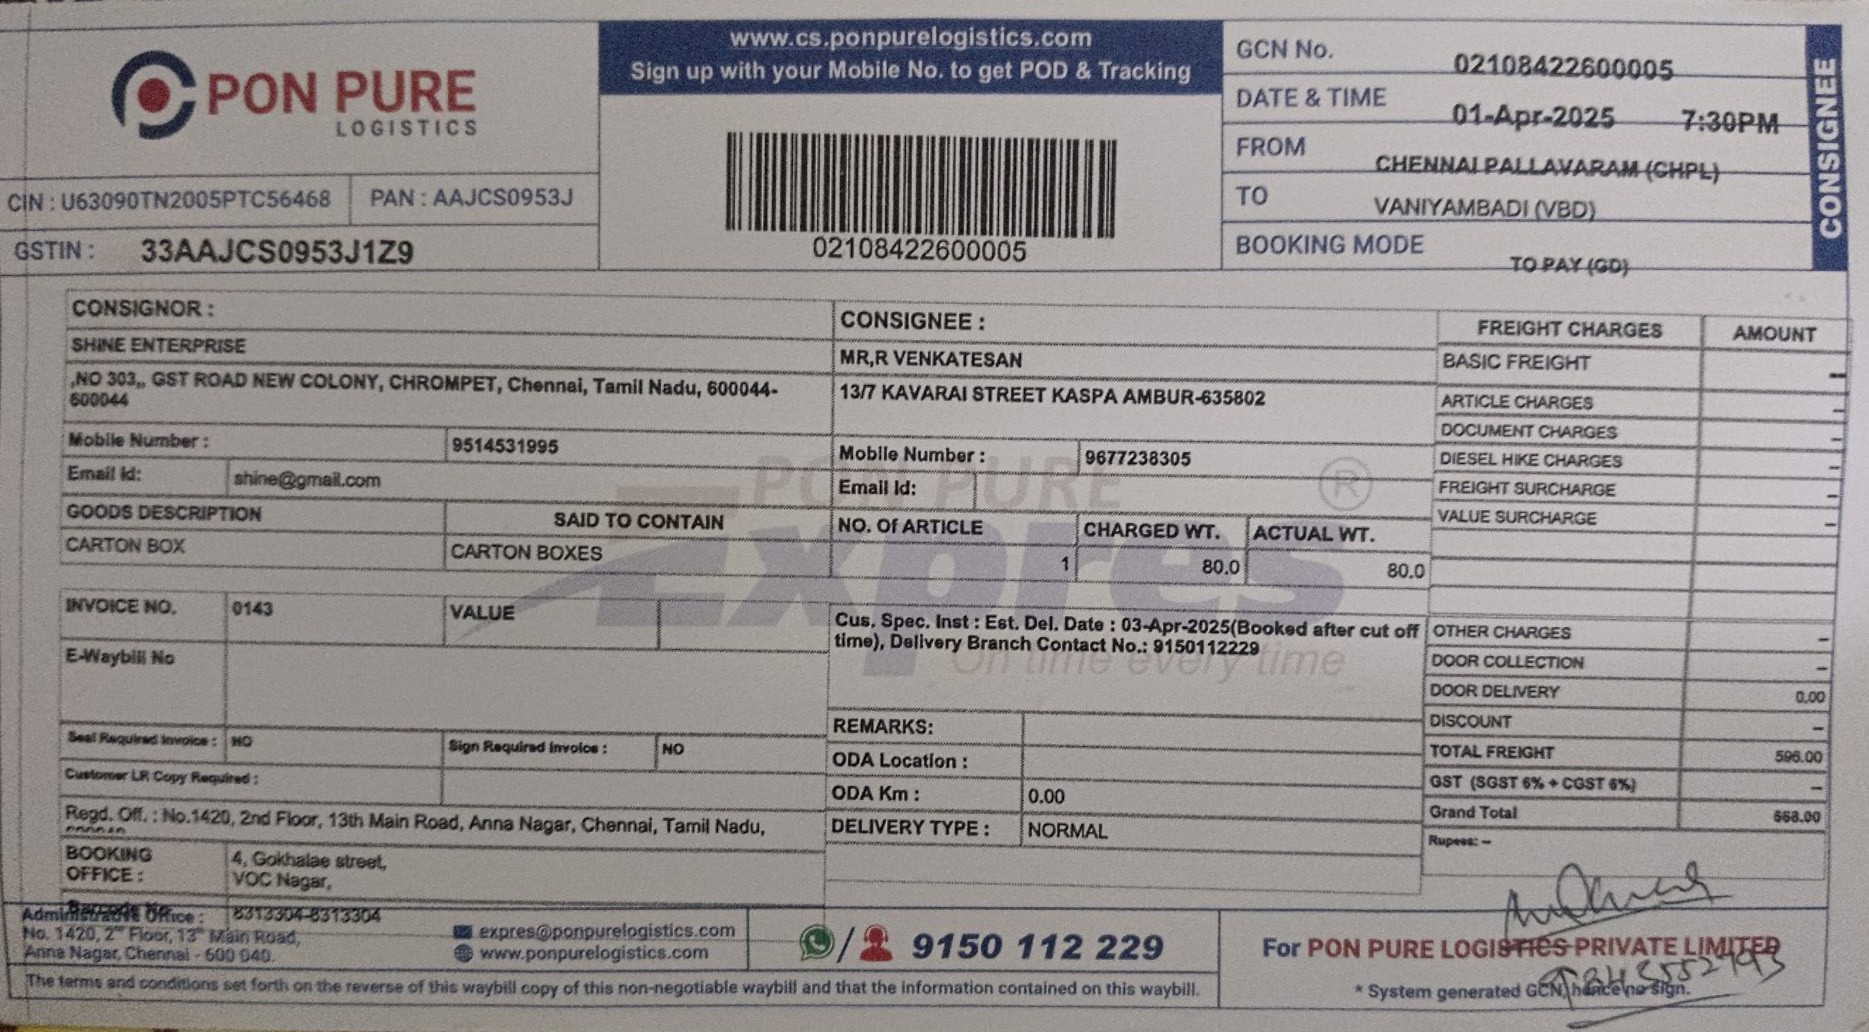 PON PURE
LOGISTICS
www.cs.ponpurelogistics.com
Sign up with your Mobile No. to get POD & Tracking
02108422600005
CIN : U63090TN2005PTC56468
PAN : AAJCS0953J
GSTIN : 33AAJCS0953J1Z9
GCN No. 02108422600005
DATE & TIME 01-Apr-2025 7:30PM
FROM CHENNAI PALLAVARAM (CHPL)
TO VANIYAMBADI (VBD)
BOOKING MODE TO PAY (GD)
CONSIGNEE
CONSIGNOR :
SHINE ENTERPRISE
,NO 303,, GST ROAD NEW COLONY, CHROMPET, Chennai, Tamil Nadu, 600044-
600044
Mobile Number : 9514531995
Email Id: shine@gmail.com
GOODS DESCRIPTION SAID TO CONTAIN
CARTON BOX CARTON BOXES
CONSIGNEE :
MR,R VENKATESAN
13/7 KAVARAI STREET KASPA AMBUR-635802
Mobile Number : 9677238305
Email Id:
NO. Of ARTICLE CHARGED WT. ACTUAL WT.
1 80.0 80.0
PON PURE ®
Expres
On time every time
INVOICE NO. 0143 VALUE
E-Waybill No
Seal Required Invoice : NO Sign Required Invoice : NO
Customer LR Copy Required :
Regd. Off. : No.1420, 2nd Floor, 13th Main Road, Anna Nagar, Chennai, Tamil Nadu,
BOOKING
OFFICE :
4, Gokhalae street,
VOC Nagar,
Barcode No. 8313304-8313304
Cus. Spec. Inst : Est. Del. Date : 03-Apr-2025(Booked after cut off
time), Delivery Branch Contact No.: 9150112229
REMARKS:
ODA Location :
ODA Km : 0.00
DELIVERY TYPE : NORMAL
FREIGHT CHARGES AMOUNT
BASIC FREIGHT --
ARTICLE CHARGES --
DOCUMENT CHARGES --
DIESEL HIKE CHARGES --
FREIGHT SURCHARGE --
VALUE SURCHARGE --
OTHER CHARGES --
DOOR COLLECTION --
DOOR DELIVERY 0.00
DISCOUNT --
TOTAL FREIGHT 596.00
GST (SGST 6% + CGST 6%) --
Grand Total 668.00
Rupees: --
Administrative Office :
No. 1420, 2nd Floor, 13th Main Road,
Anna Nagar, Chennai - 600 040.
expres@ponpurelogistics.com
www.ponpurelogistics.com
/ 9150 112 229
For PON PURE LOGISTICS PRIVATE LIMITED
* System generated GCN, hence no sign.
The terms and conditions set forth on the reverse of this waybill copy of this non-negotiable waybill and that the information contained on this waybill.